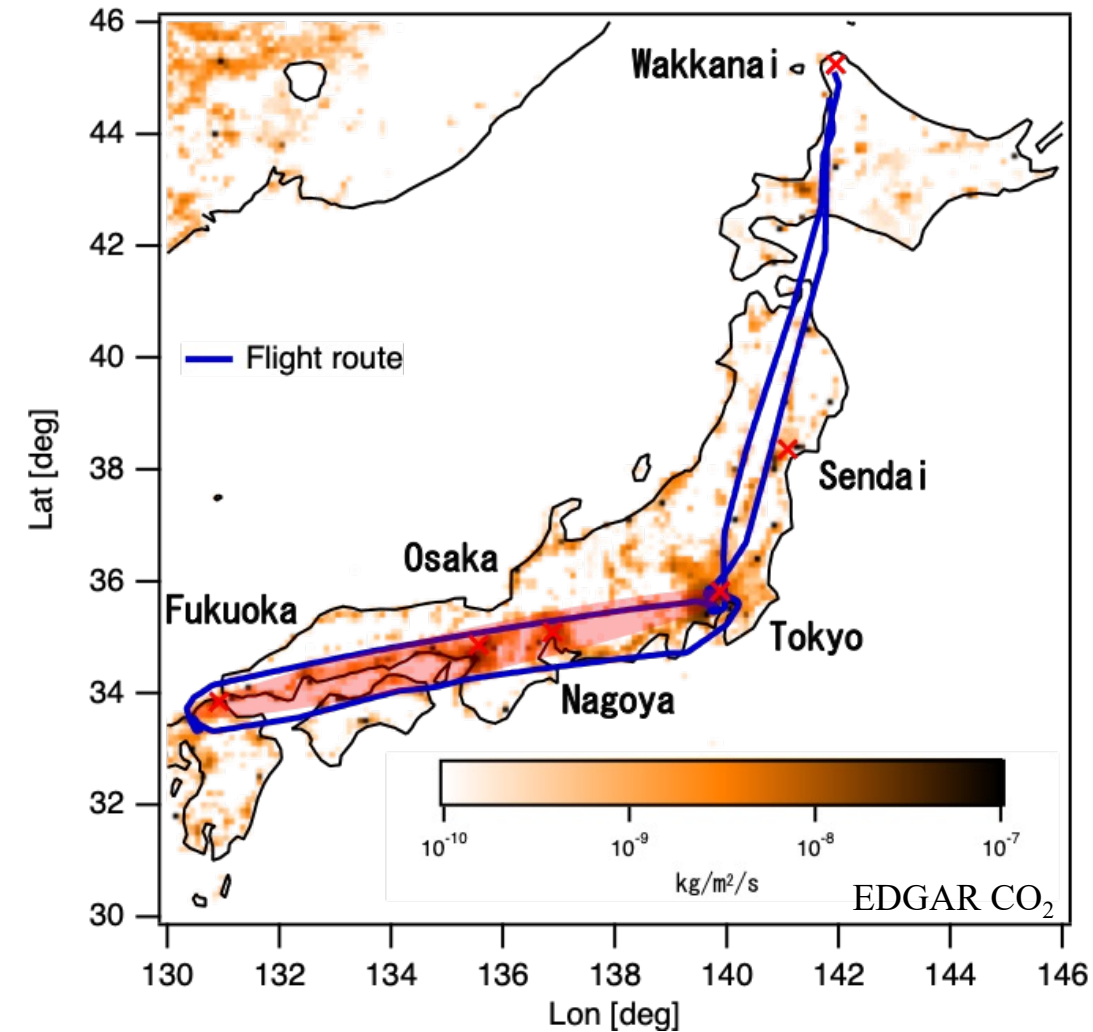 46
44
42
40
38
36
34
32
30
Lat [deg]
Wakkanai
Flight route
Sendai
Osaka
Fukuoka
Tokyo
Nagoya
10-10
10-9
10-8
10-7
kg/m²/s
EDGAR CO₂
130
132
134
136
138
140
142
144
146
Lon [deg]